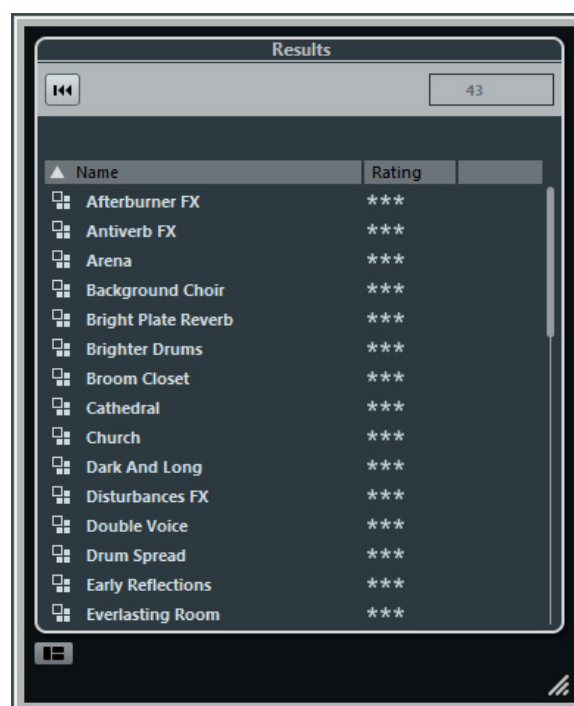 Results
43
Name Rating
Afterburner FX ***
Antiverb FX ***
Arena ***
Background Choir ***
Bright Plate Reverb ***
Brighter Drums ***
Broom Closet ***
Cathedral ***
Church ***
Dark And Long ***
Disturbances FX ***
Double Voice ***
Drum Spread ***
Early Reflections ***
Everlasting Room ***